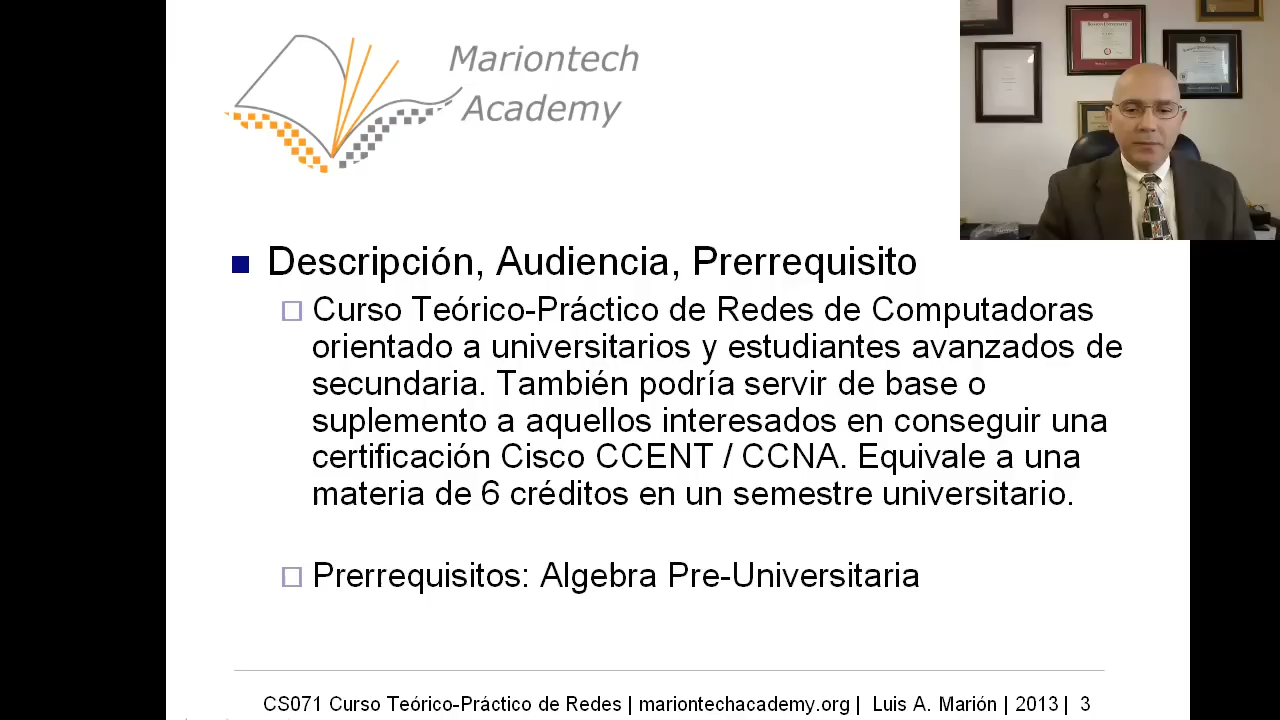 Mariontech
Academy
Descripción, Audiencia, Prerrequisito
Curso Teórico-Práctico de Redes de Computadoras
orientado a universitarios y estudiantes avanzados de
secundaria. También podría servir de base o
suplemento a aquellos interesados en conseguir una
certificación Cisco CCENT / CCNA. Equivale a una
materia de 6 créditos en un semestre universitario.
Prerrequisitos: Algebra Pre-Universitaria
CS071 Curso Teórico-Práctico de Redes | mariontechacademy.org | Luis A. Marión | 2013 | 3